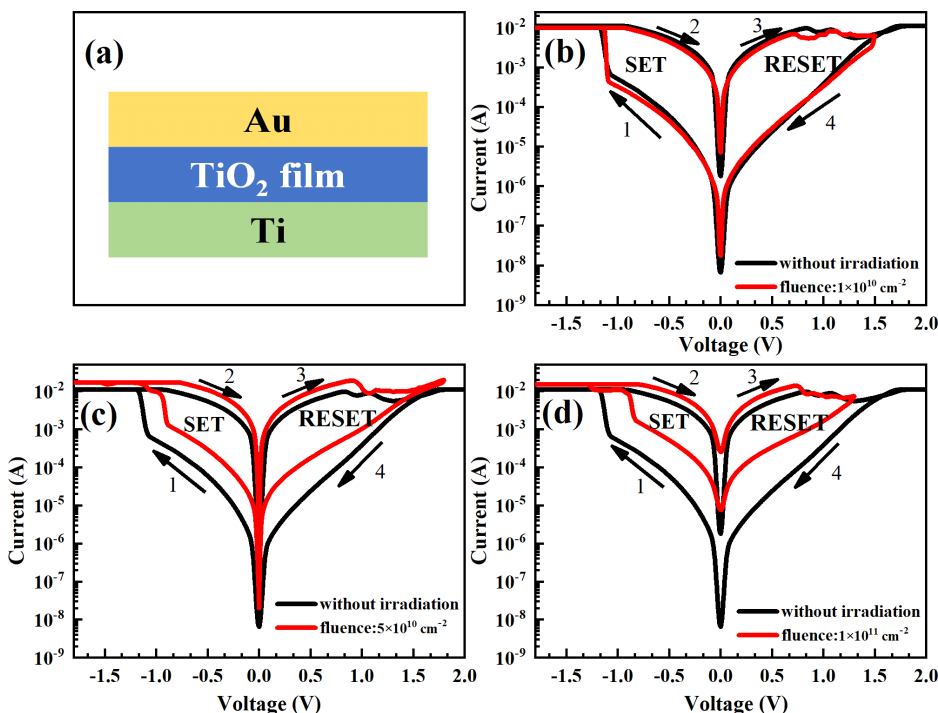 (a)
Au
TiO₂ film
Ti
(b)
Current (A)
10⁻²
10⁻³
10⁻⁴
10⁻⁵
10⁻⁶
10⁻⁷
10⁻⁸
10⁻⁹
2
3
SET
RESET
1
4
without irradiation
fluence:1×10¹⁰ cm⁻²
-1.5 -1.0 -0.5 0.0 0.5 1.0 1.5 2.0
Voltage (V)
(c)
Current (A)
10⁻²
10⁻³
10⁻⁴
10⁻⁵
10⁻⁶
10⁻⁷
10⁻⁸
10⁻⁹
2
3
SET
RESET
1
4
without irradiation
fluence:5×10¹⁰ cm⁻²
-1.5 -1.0 -0.5 0.0 0.5 1.0 1.5 2.0
Voltage (V)
(d)
Current (A)
10⁻²
10⁻³
10⁻⁴
10⁻⁵
10⁻⁶
10⁻⁷
10⁻⁸
10⁻⁹
2
3
SET
RESET
1
4
without irradiation
fluence:1×10¹¹ cm⁻²
-1.5 -1.0 -0.5 0.0 0.5 1.0 1.5 2.0
Voltage (V)